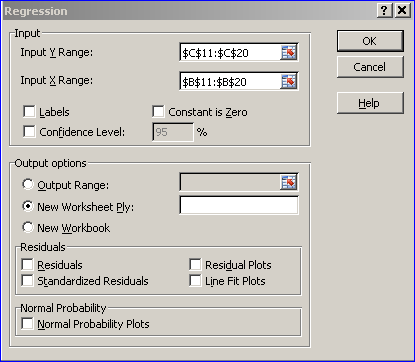 Regression
Input
Input Y Range: $C$11:$C$20
Input X Range: $B$11:$B$20
Labels Constant is Zero
Confidence Level: 95 %
OK
Cancel
Help
Output options
Output Range:
New Worksheet Ply:
New Workbook
Residuals
Residuals Residual Plots
Standardized Residuals Line Fit Plots
Normal Probability
Normal Probability Plots